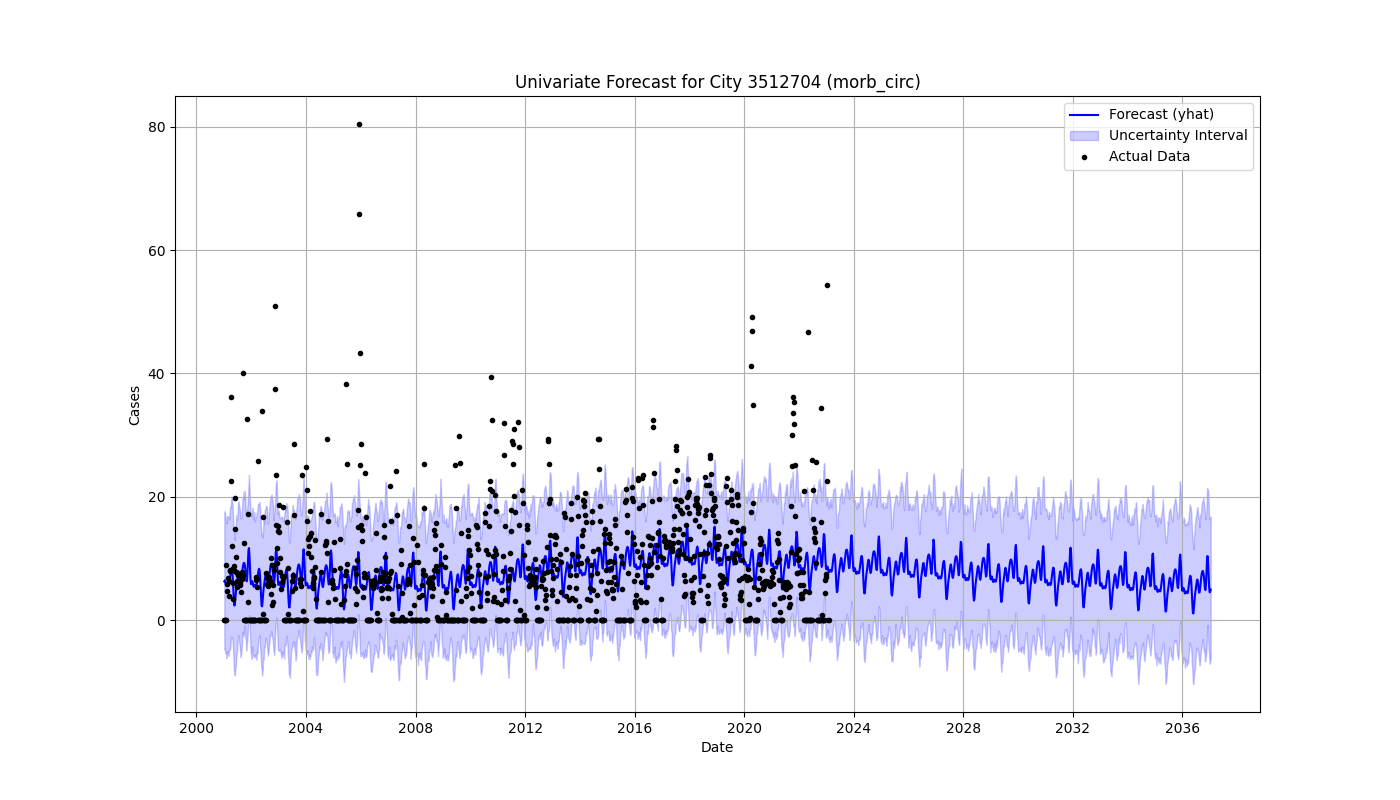 Univariate Forecast for City 3512704 (morb_circ)
Forecast (yhat)
Uncertainty Interval
Actual Data
Cases
80
60
40
20
0
2000 2004 2008 2012 2016 2020 2024 2028 2032 2036
Date